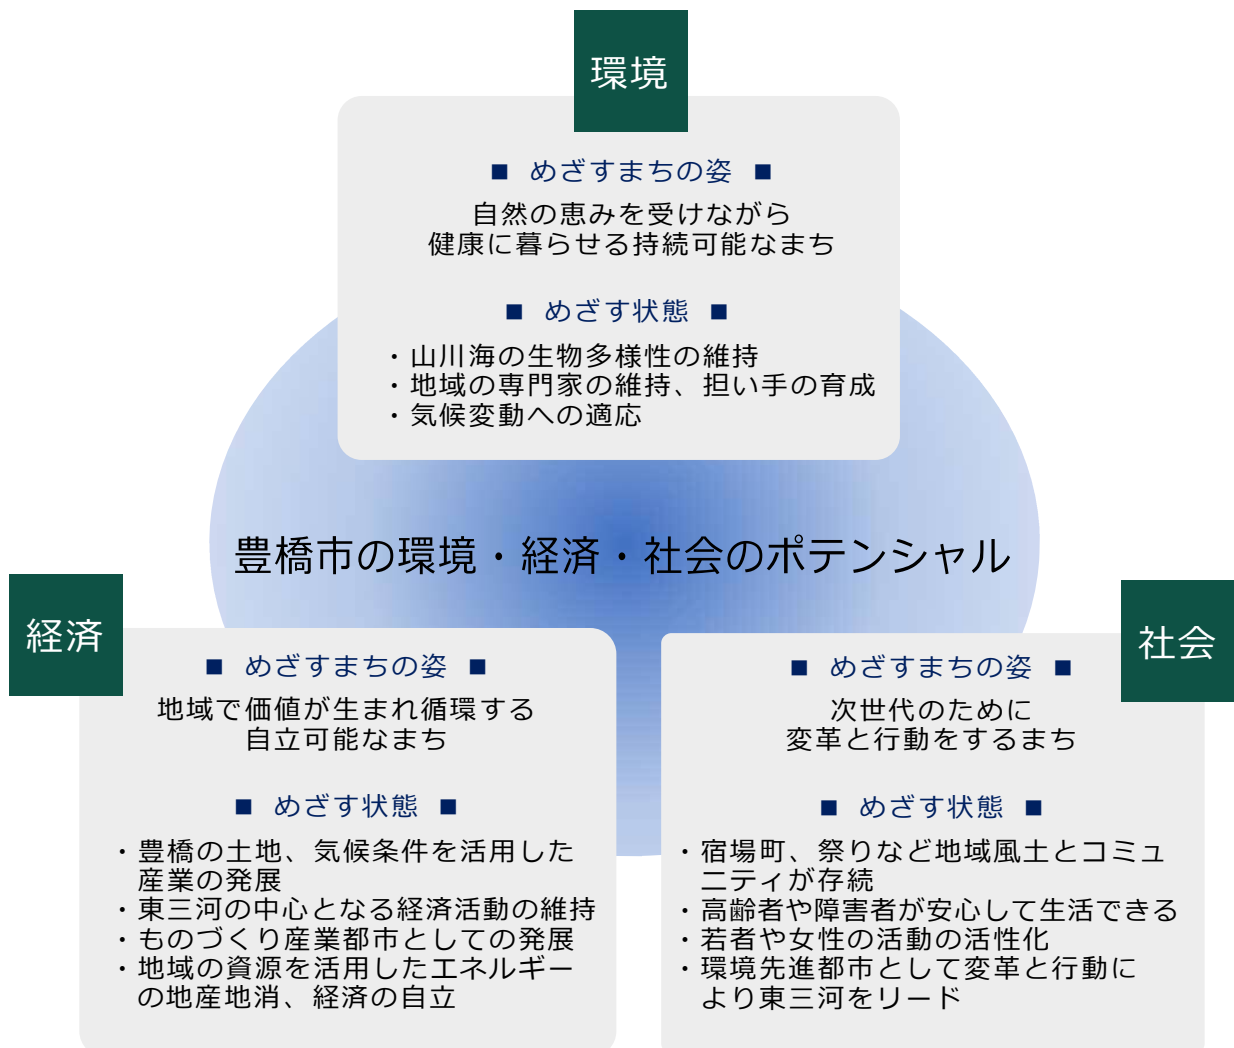 環境
■ めざすまちの姿 ■
自然の恵みを受けながら
健康に暮らせる持続可能なまち
■ めざす状態 ■
・山川海の生物多様性の維持
・地域の専門家の維持、担い手の育成
・気候変動への適応
豊橋市の環境・経済・社会のポテンシャル
経済
■ めざすまちの姿 ■
地域で価値が生まれ循環する
自立可能なまち
■ めざす状態 ■
・豊橋の土地、気候条件を活用した
産業の発展
・東三河の中心となる経済活動の維持
・ものづくり産業都市としての発展
・地域の資源を活用したエネルギー
の地産地消、経済の自立
社会
■ めざすまちの姿 ■
次世代のために
変革と行動をするまち
■ めざす状態 ■
・宿場町、祭りなど地域風土とコミュ
ニティが存続
・高齢者や障害者が安心して生活できる
・若者や女性の活動の活性化
・環境先進都市として変革と行動に
より東三河をリード